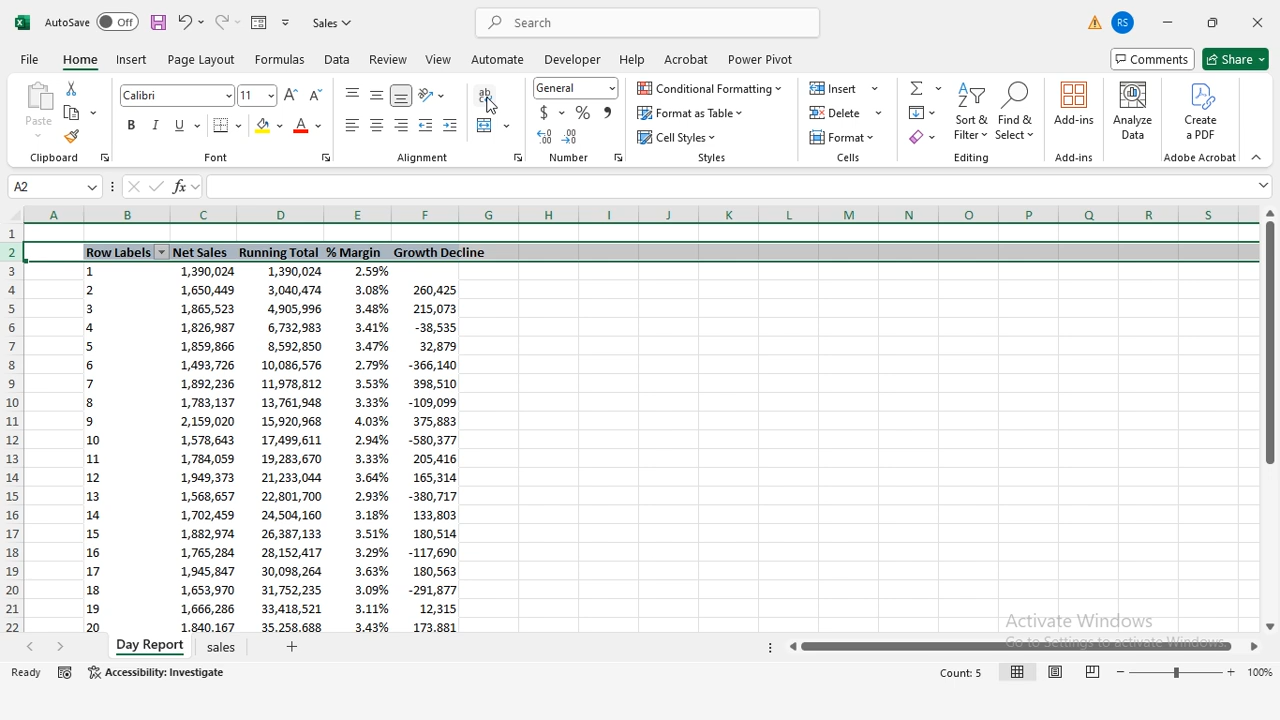 AutoSave Off Sales Search RS
File Home Insert Page Layout Formulas Data Review View Automate Developer Help Acrobat Power Pivot Comments Share
Paste Calibri 11 General Conditional Formatting Insert Sort & Find & Add-ins Analyze Create
B I U $ % Format as Table Delete Filter Select Data a PDF
Cell Styles Format
Clipboard Font Alignment Number Styles Cells Editing Add-ins Adobe Acrobat
A2 fx
A B C D E F G H I J K L M N O P Q R S
1
2 Row Labels Net Sales Running Total % Margin Growth Decline
3 1 1,390,024 1,390,024 2.59%
4 2 1,650,449 3,040,474 3.08% 260,425
5 3 1,865,523 4,905,996 3.48% 215,073
6 4 1,826,987 6,732,983 3.41% -38,535
7 5 1,859,866 8,592,850 3.47% 32,879
8 6 1,493,726 10,086,576 2.79% -366,140
9 7 1,892,236 11,978,812 3.53% 398,510
10 8 1,783,137 13,761,948 3.33% -109,099
11 9 2,159,020 15,920,968 4.03% 375,883
12 10 1,578,643 17,499,611 2.94% -580,377
13 11 1,784,059 19,283,670 3.33% 205,416
14 12 1,949,373 21,233,044 3.64% 165,314
15 13 1,568,657 22,801,700 2.93% -380,717
16 14 1,702,459 24,504,160 3.18% 133,803
17 15 1,882,974 26,387,133 3.51% 180,514
18 16 1,765,284 28,152,417 3.29% -117,690
19 17 1,945,847 30,098,264 3.63% 180,563
20 18 1,653,970 31,752,235 3.09% -291,877
21 19 1,666,286 33,418,521 3.11% 12,315
22 20 1,840,167 35,258,688 3.43% 173,881
Activate Windows
Go to Settings to activate Windows.
Day Report sales
Ready Accessibility: Investigate Count: 5 100%